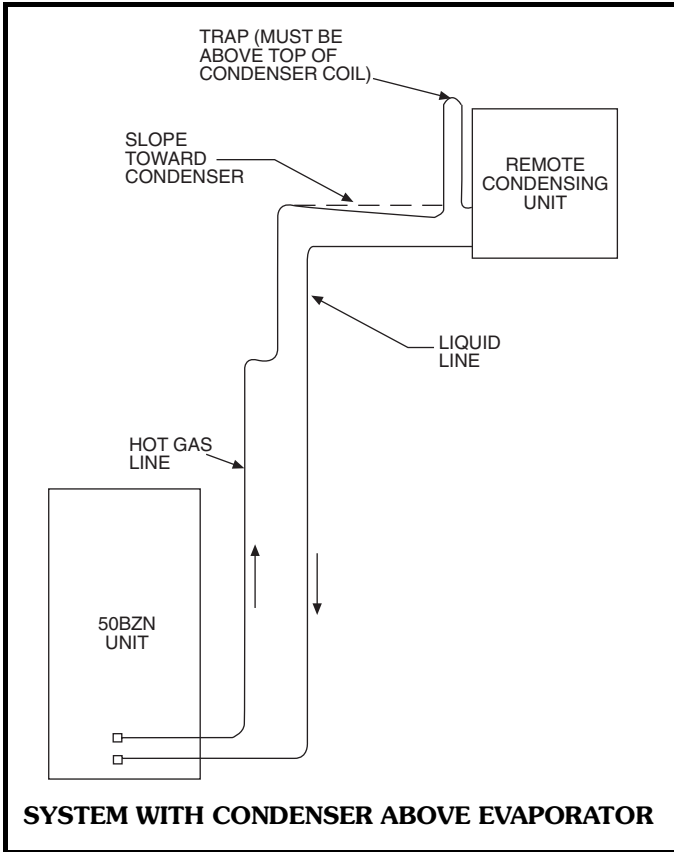 TRAP (MUST BE
ABOVE TOP OF
CONDENSER COIL)
SLOPE
TOWARD
CONDENSER
REMOTE
CONDENSING
UNIT
LIQUID
LINE
HOT GAS
LINE
50BZN
UNIT
SYSTEM WITH CONDENSER ABOVE EVAPORATOR